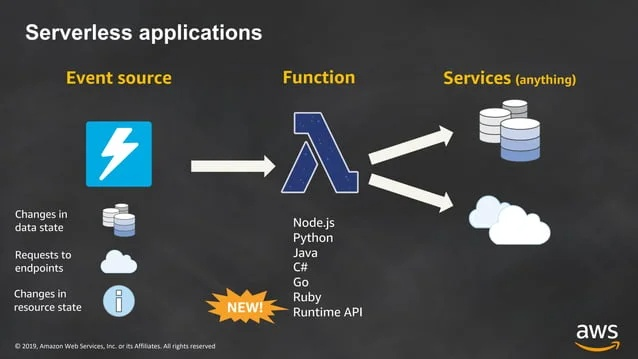 Serverless applications
Event source
Function
Services (anything)
Changes in
data state
Requests to
endpoints
Changes in
resource state
Node.js
Python
Java
C#
Go
Ruby
Runtime API
NEW!
© 2019, Amazon Web Services, Inc. or its Affiliates. All rights reserved
aws